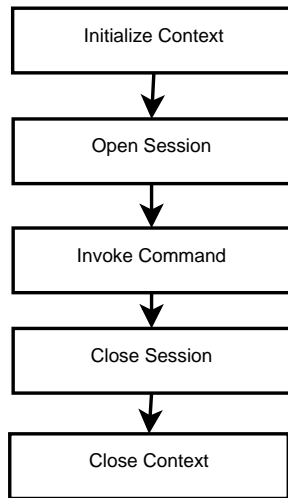 Initialize Context
Open Session
Invoke Command
Close Session
Close Context